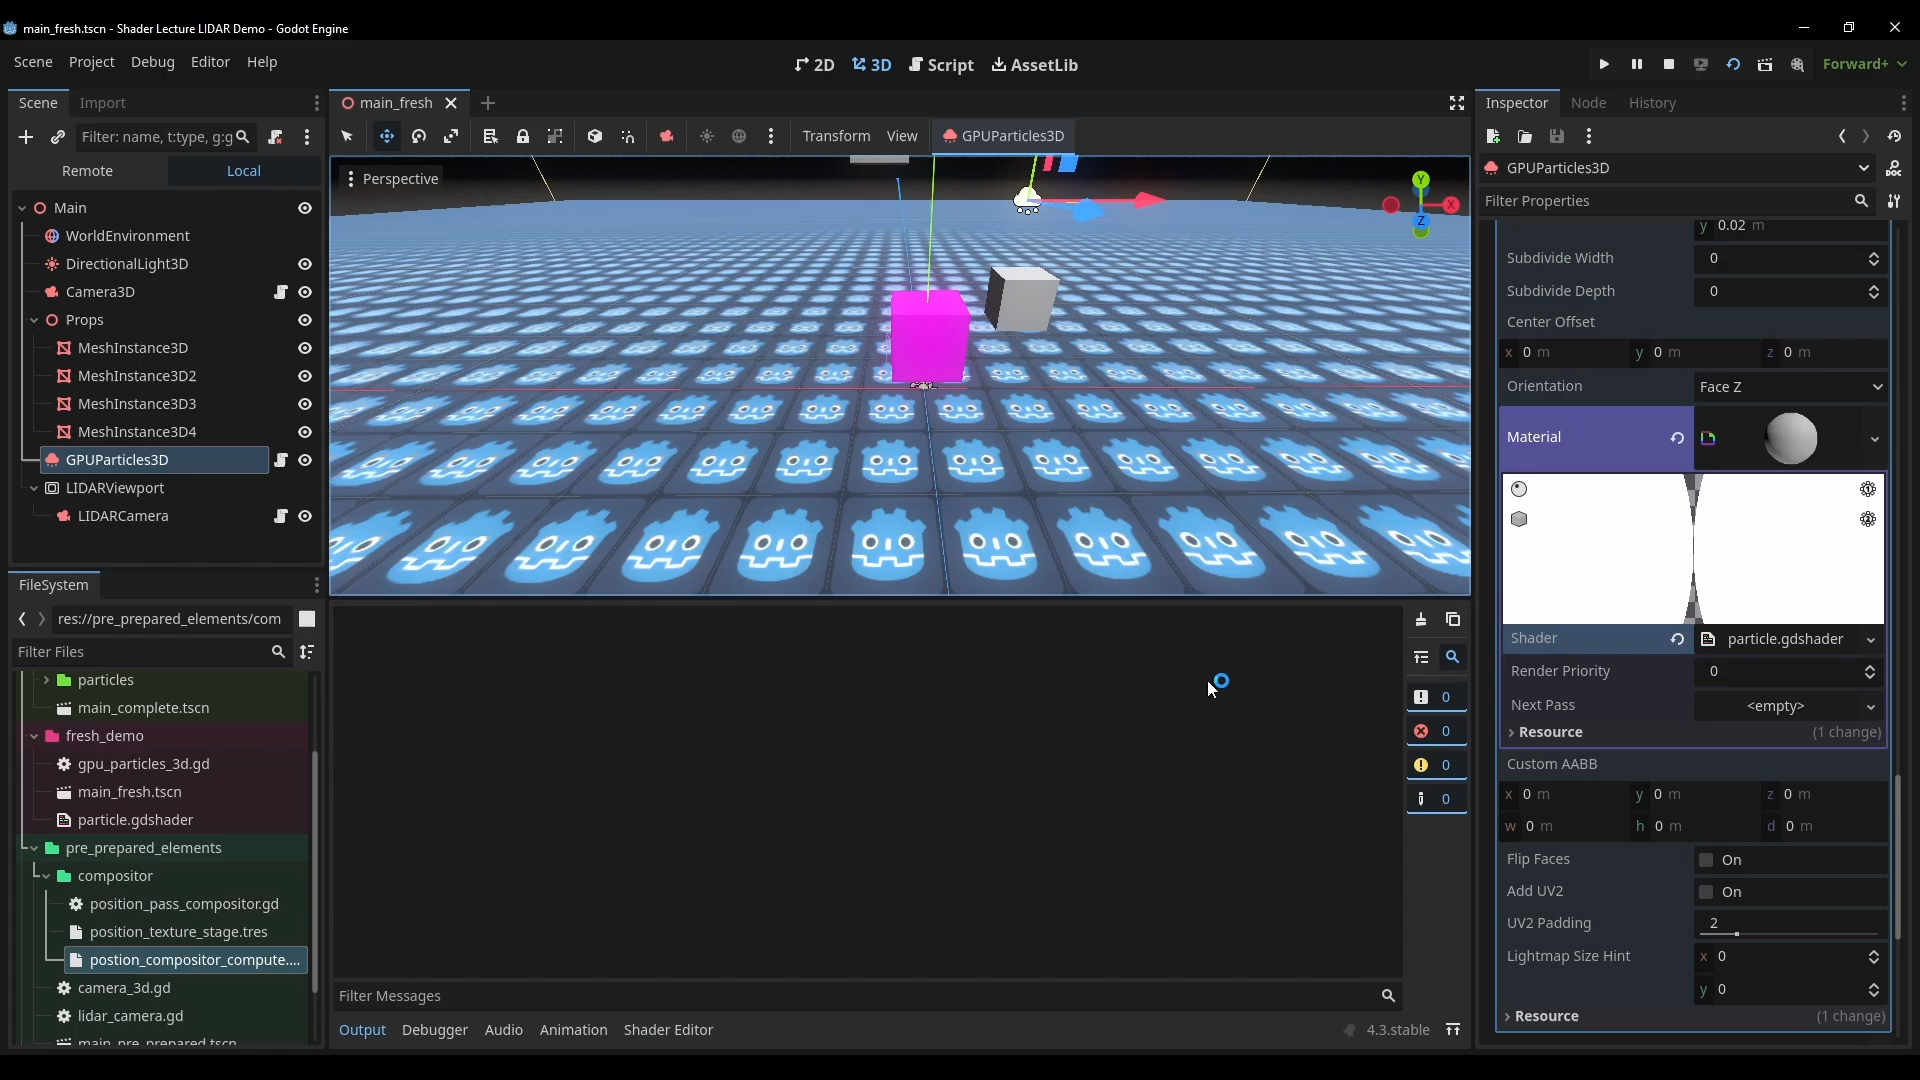 main_fresh.tscn - Shader Lecture LIDAR Demo - Godot Engine
Scene Project Debug Editor Help
2D 3D Script AssetLib
Forward+
Scene Import
Filter: name, t:type, g:g
Remote Local
Main
WorldEnvironment
DirectionalLight3D
Camera3D
Props
MeshInstance3D
MeshInstance3D2
MeshInstance3D3
MeshInstance3D4
GPUParticles3D
LIDARViewport
LIDARCamera
FileSystem
res://pre_prepared_elements/com
Filter Files
particles
main_complete.tscn
fresh_demo
gpu_particles_3d.gd
main_fresh.tscn
particle.gdshader
pre_prepared_elements
compositor
position_pass_compositor.gd
position_texture_stage.tres
postion_compositor_compute....
camera_3d.gd
lidar_camera.gd
main_pre_prepared.tscn
main_fresh
Transform View GPUParticles3D
Perspective
Y
X
Z
0
0
0
0
Filter Messages
Output Debugger Audio Animation Shader Editor
4.3.stable
Inspector Node History
GPUParticles3D
Filter Properties
y 0.02 m
Subdivide Width 0
Subdivide Depth 0
Center Offset
x 0 m y 0 m z 0 m
Orientation Face Z
Material
1
2
Shader particle.gdshader
Render Priority 0
Next Pass <empty>
Resource (1 change)
Custom AABB
x 0 m y 0 m z 0 m
w 0 m h 0 m d 0 m
Flip Faces On
Add UV2 On
UV2 Padding 2
Lightmap Size Hint x 0
y 0
Resource (1 change)